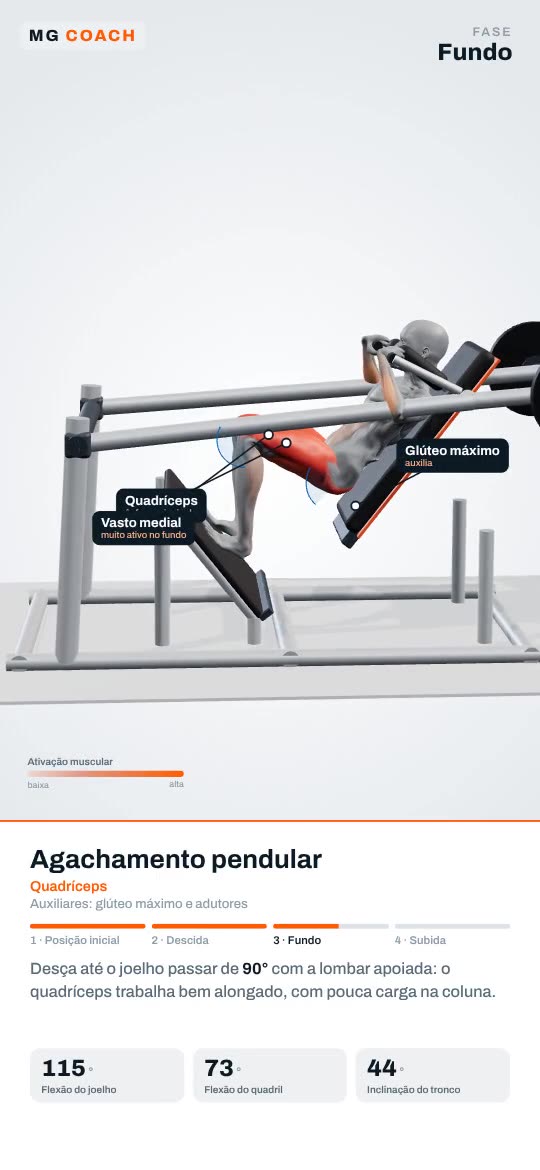 MG COACH
FASE
Fundo
Glúteo máximo
auxilia
Quadríceps
Vasto medial
muito ativo no fundo
Ativação muscular
baixa
alta
Agachamento pendular
Quadríceps
Auxiliares: glúteo máximo e adutores
1 · Posição inicial
2 · Descida
3 · Fundo
4 · Subida
Desça até o joelho passar de 90° com a lombar apoiada: o
quadríceps trabalha bem alongado, com pouca carga na coluna.
115°
73°
44°
Flexão do joelho
Flexão do quadril
Inclinação do tronco